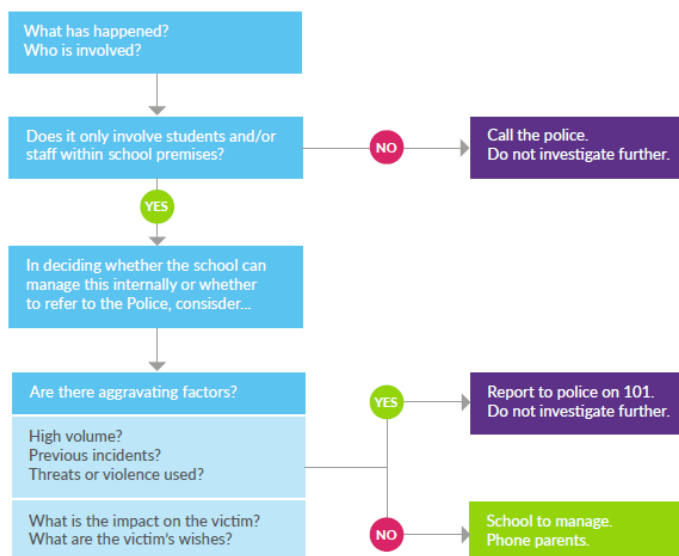 What has happened?
Who is involved?
Does it only involve students and/or
staff within school premises?
NO
Call the police.
Do not investigate further.
YES
In deciding whether the school can
manage this internally or whether
to refer to the Police, consisder...
Are there aggravating factors?
YES
Report to police on 101.
Do not investigate further.
High volume?
Previous incidents?
Threats or violence used?
What is the impact on the victim?
What are the victim's wishes?
NO
School to manage.
Phone parents.